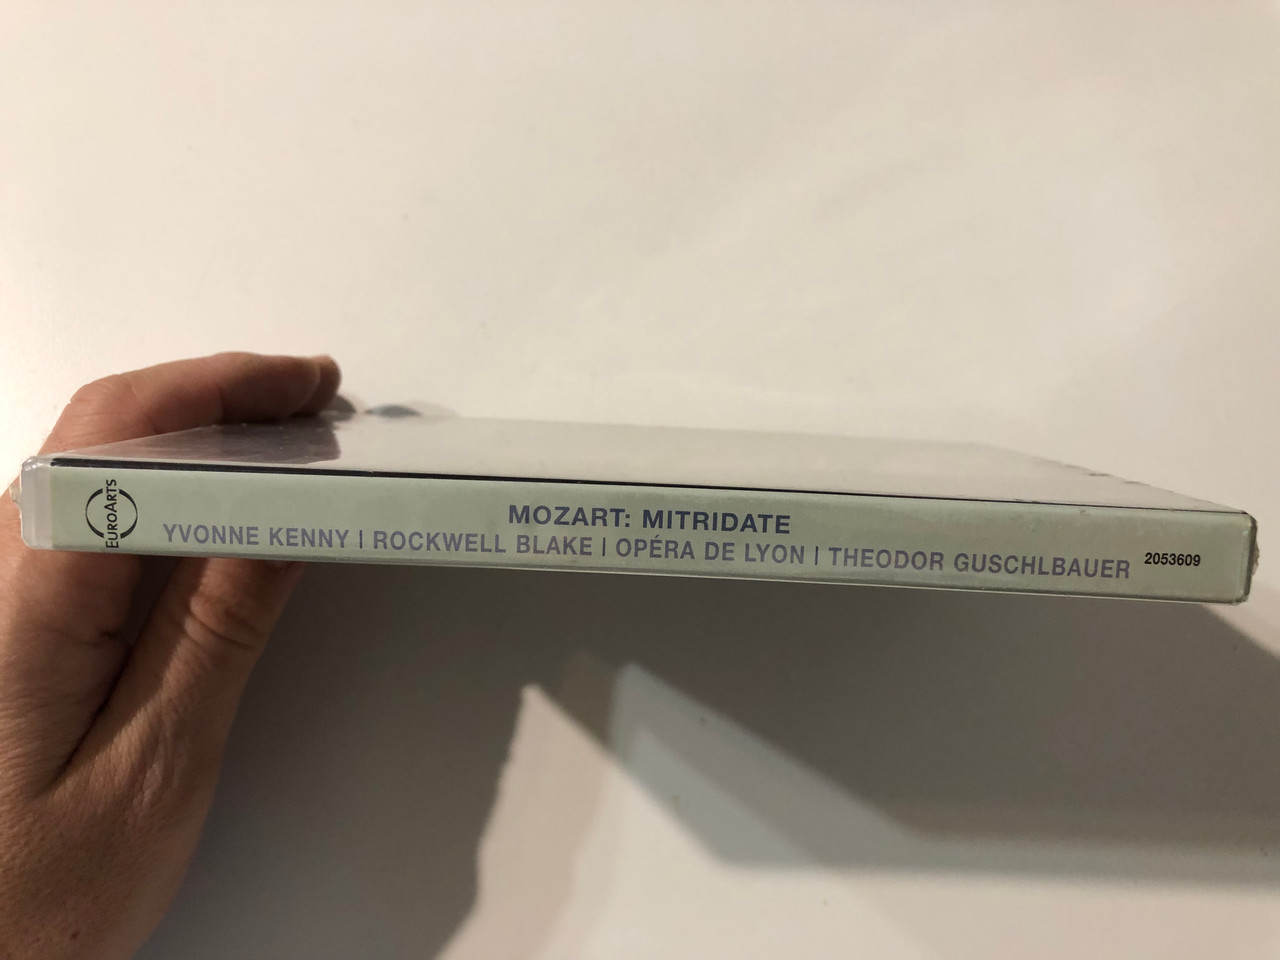 EUROARTS
MOZART: MITRIDATE
YVONNE KENNY | ROCKWELL BLAKE | OPÉRA DE LYON | THEODOR GUSCHLBAUER
2053609